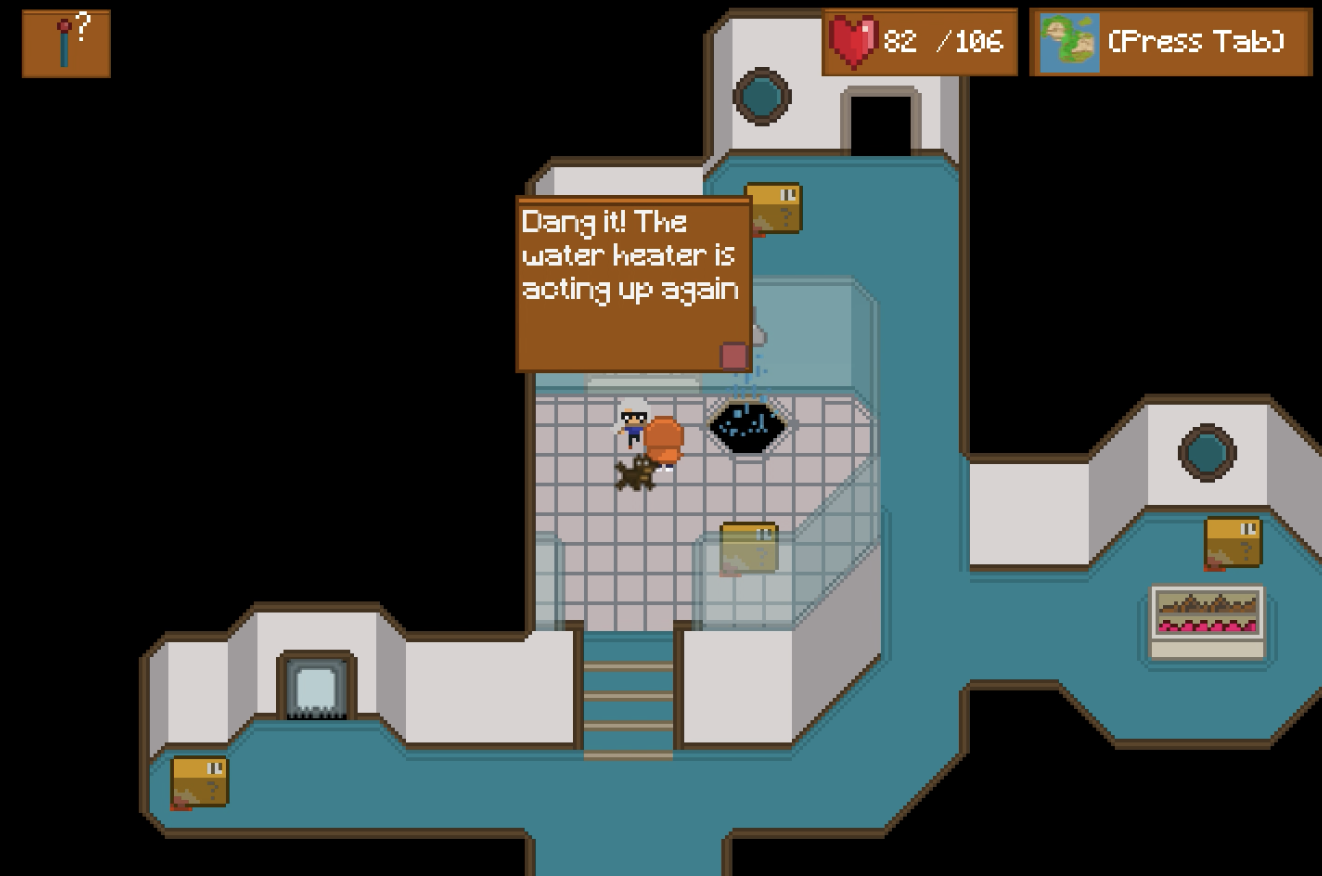 ?
82 /106
(Press Tab)
Dang it! The
water heater is
acting up again
?
?
?
?